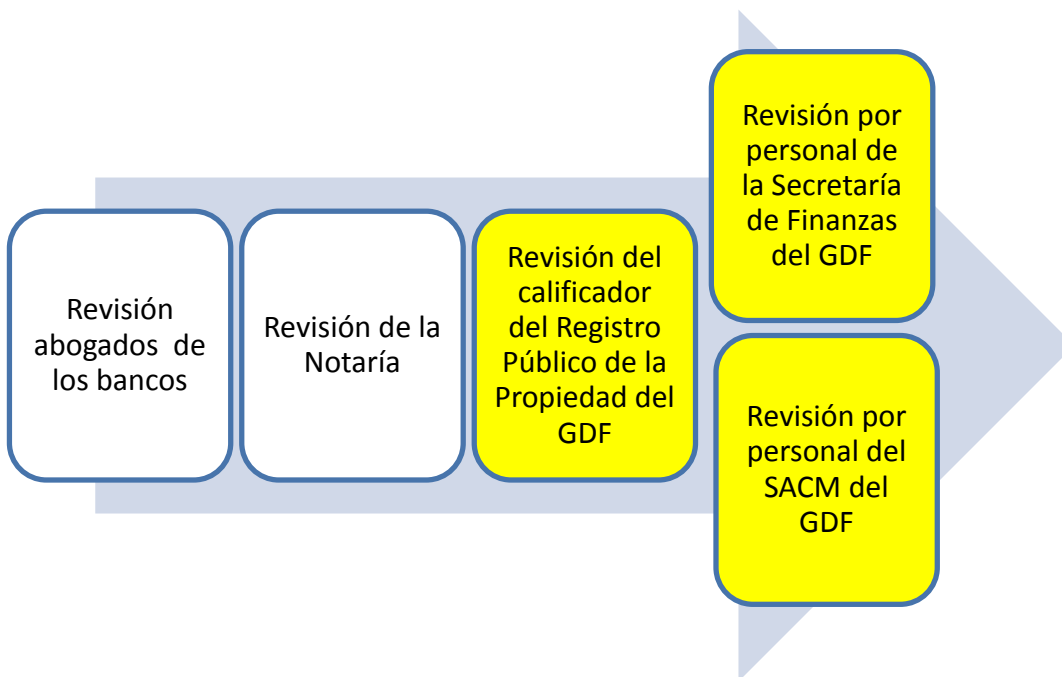 Revisión
abogados  de
los bancos
Revisión de la
Notaría
Revisión del
calificador
del Registro
Público de la
Propiedad del
GDF
Revisión por
personal de
la Secretaría
de Finanzas
del GDF
Revisión por
personal del
SACM del
GDF